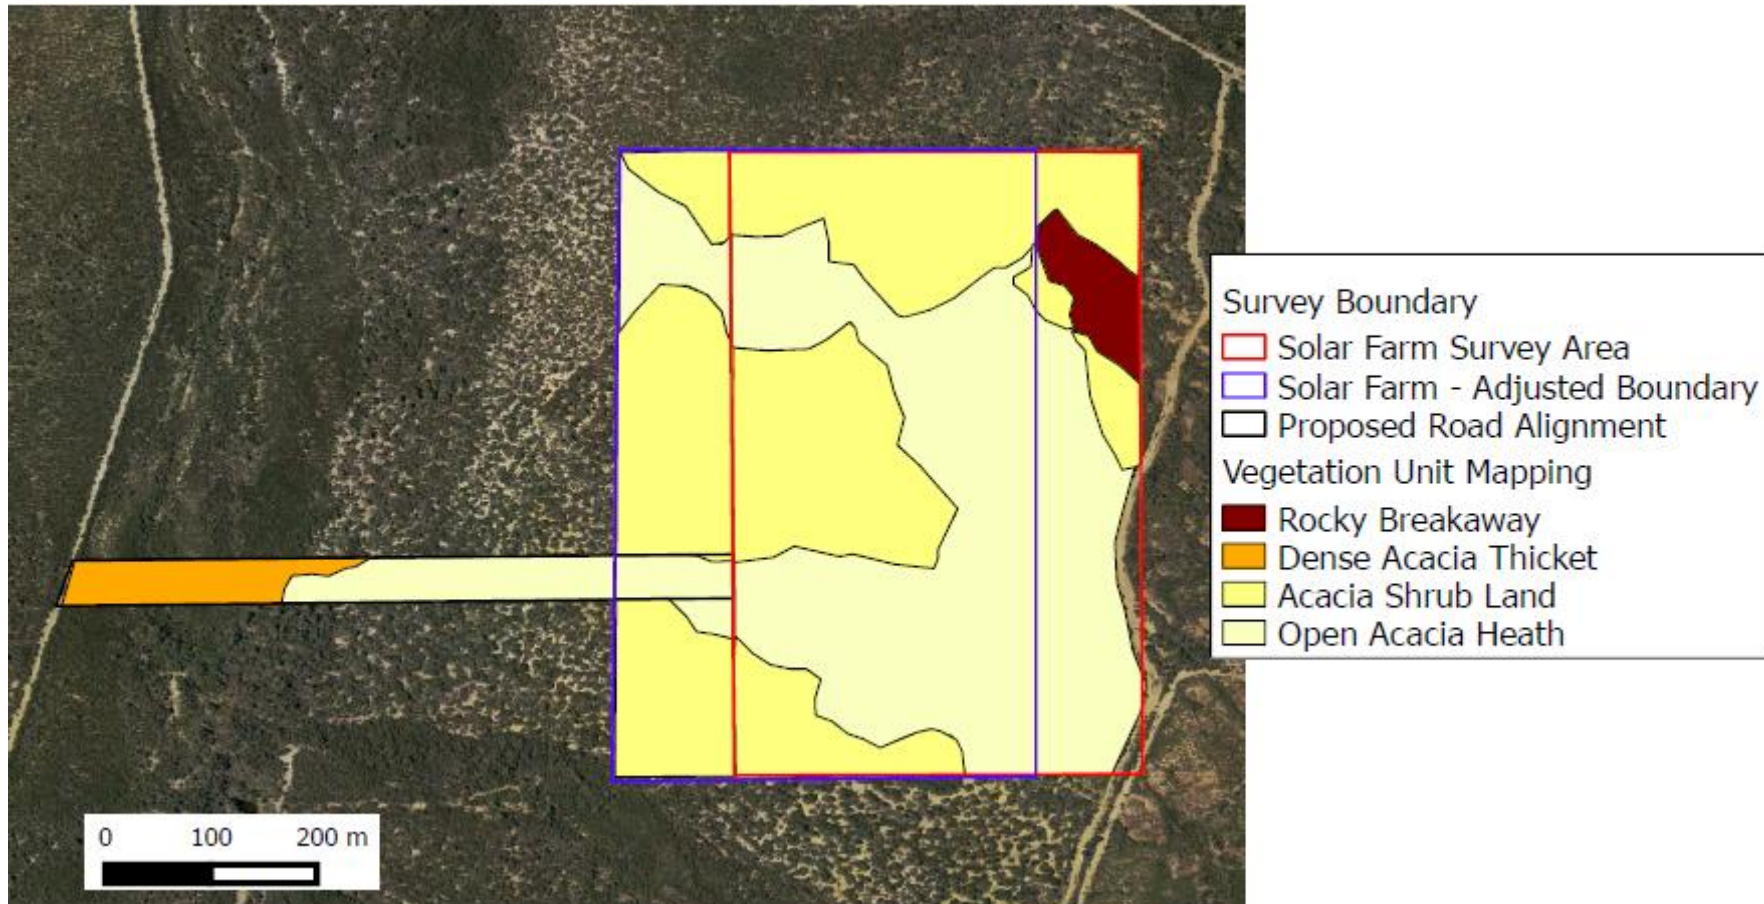 Survey Boundary
Solar Farm Survey Area
Solar Farm - Adjusted Boundary
Proposed Road Alignment
Vegetation Unit Mapping
Rocky Breakaway
Dense Acacia Thicket
Acacia Shrub Land
Open Acacia Heath
0 100 200 m